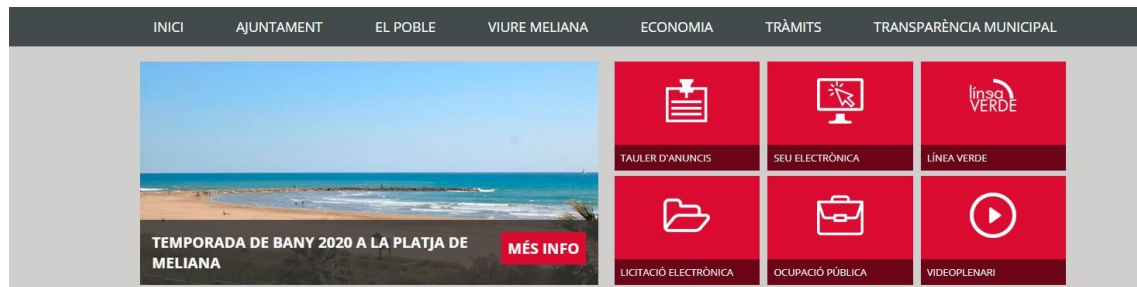 INICI AJUNTAMENT EL POBLE VIURE MELIANA ECONOMIA TRÀMITS TRANSPARÈNCIA MUNICIPAL
TEMPORADA DE BANY 2020 A LA PLATJA DE
MELIANA
MÉS INFO
línea
VERDE
TAULER D'ANUNCIS SEU ELECTRÒNICA LÍNEA VERDE
LICITACIÓ ELECTRÒNICA OCUPACIÓ PÚBLICA VIDEOPLENARI